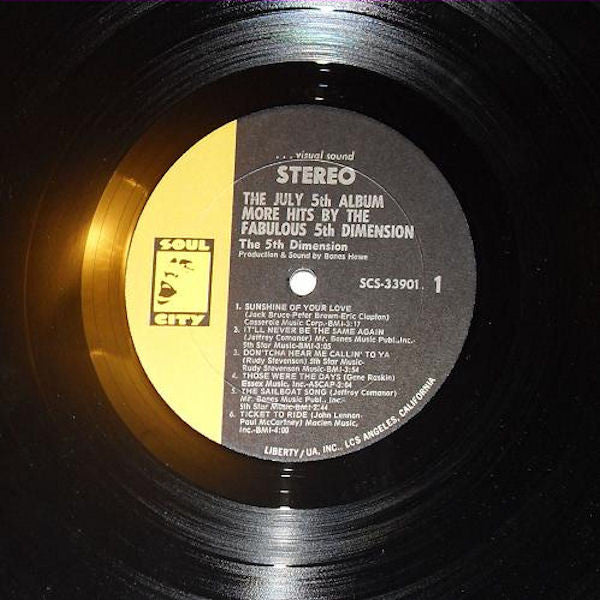 ... visual sound
STEREO
THE JULY 5th ALBUM
MORE HITS BY THE
FABULOUS 5th DIMENSION
The 5th Dimension
Production & Sound by Bones Howe
SOUL
CITY
SCS-33901. 1
1. SUNSHINE OF YOUR LOVE
(Jack Bruce-Peter Brown-Eric Clapton)
Casserole Music Corp.-BMI-3:17
2. IT'LL NEVER BE THE SAME AGAIN
(Jeffrey Comanor) Mr. Bones Music Publ., Inc.-
5th Star Music-BMI-3:05
3. DON'TCHA HEAR ME CALLIN' TO YA
(Rudy Stevenson) 5th Star Music-
Rudy Stevenson Music-BMI-3:54
4. THOSE WERE THE DAYS (Gene Raskin)
Essex Music, Inc.-ASCAP-3:04
5. THE SAILBOAT SONG (Jeffrey Comanor)
Mr. Bones Music Publ., Inc.
5th Star Music-BMI-2:44
6. TICKET TO RIDE (John Lennon-
Paul McCartney) Maclen Music,
Inc.-BMI-4:00
LIBERTY/UA, INC., LOS ANGELES, CALIFORNIA